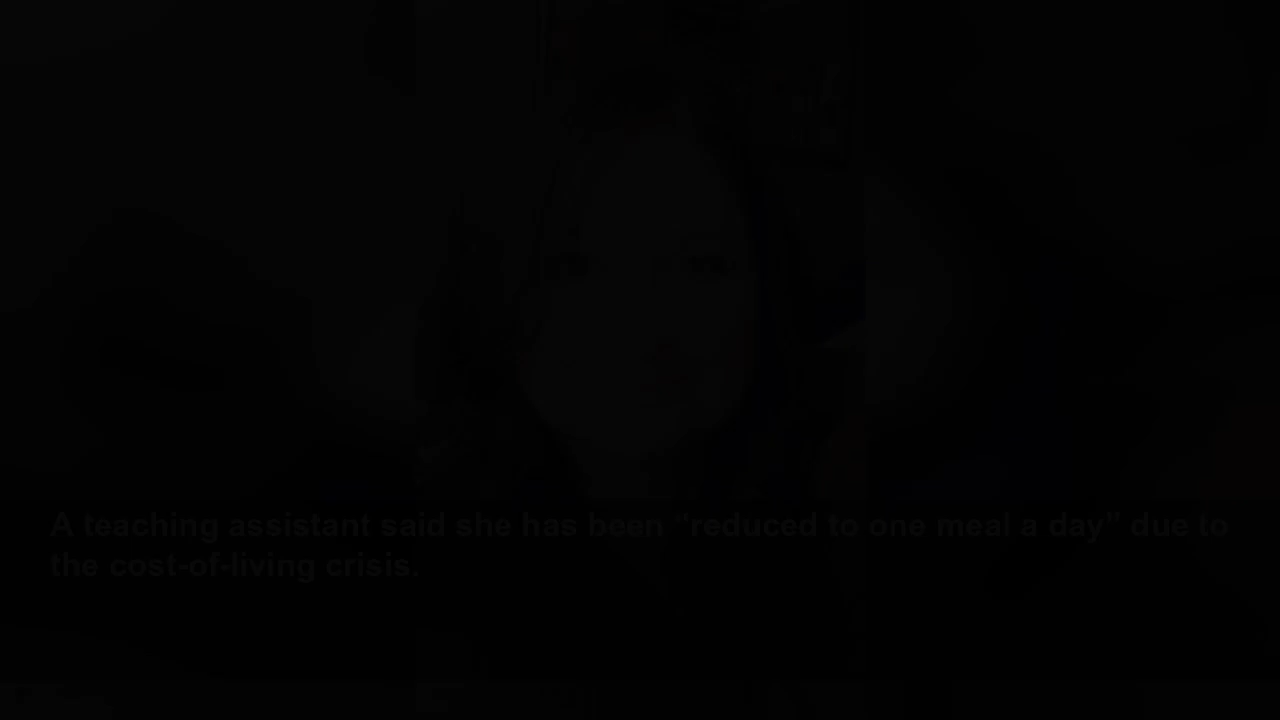 A teaching assistant said she has been “reduced to one meal a day” due to
the cost-of-living crisis.